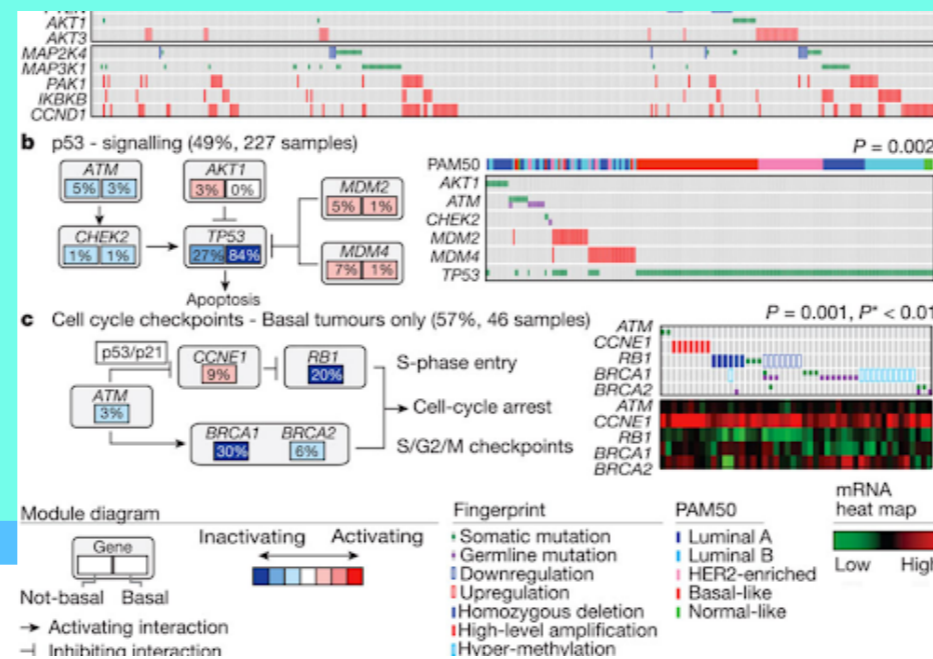 AKT1
AKT3
MAP2K4
MAP3K1
PAK1
IKBKB
CCND1
b p53 - signalling (49%, 227 samples)
P = 0.002
ATM
5% 3%
AKT1
3% 0%
MDM2
5% 1%
CHEK2
1% 1%
TP53
27% 84%
MDM4
7% 1%
Apoptosis
PAM50
AKT1
ATM
CHEK2
MDM2
MDM4
TP53
c Cell cycle checkpoints - Basal tumours only (57%, 46 samples)
P = 0.001, P* < 0.01
p53/p21
CCNE1
9%
RB1
20%
ATM
3%
BRCA1
30%
BRCA2
6%
S-phase entry
Cell-cycle arrest
S/G2/M checkpoints
ATM
CCNE1
RB1
BRCA1
BRCA2
ATM
CCNE1
RB1
BRCA1
BRCA2
Module diagram
Gene
Not-basal Basal
Activating interaction
Inhibiting interaction
Inactivating Activating
Fingerprint
Somatic mutation
Germline mutation
Downregulation
Upregulation
Homozygous deletion
High-level amplification
Hyper-methylation
PAM50
Luminal A
Luminal B
HER2-enriched
Basal-like
Normal-like
mRNA
heat map
Low High